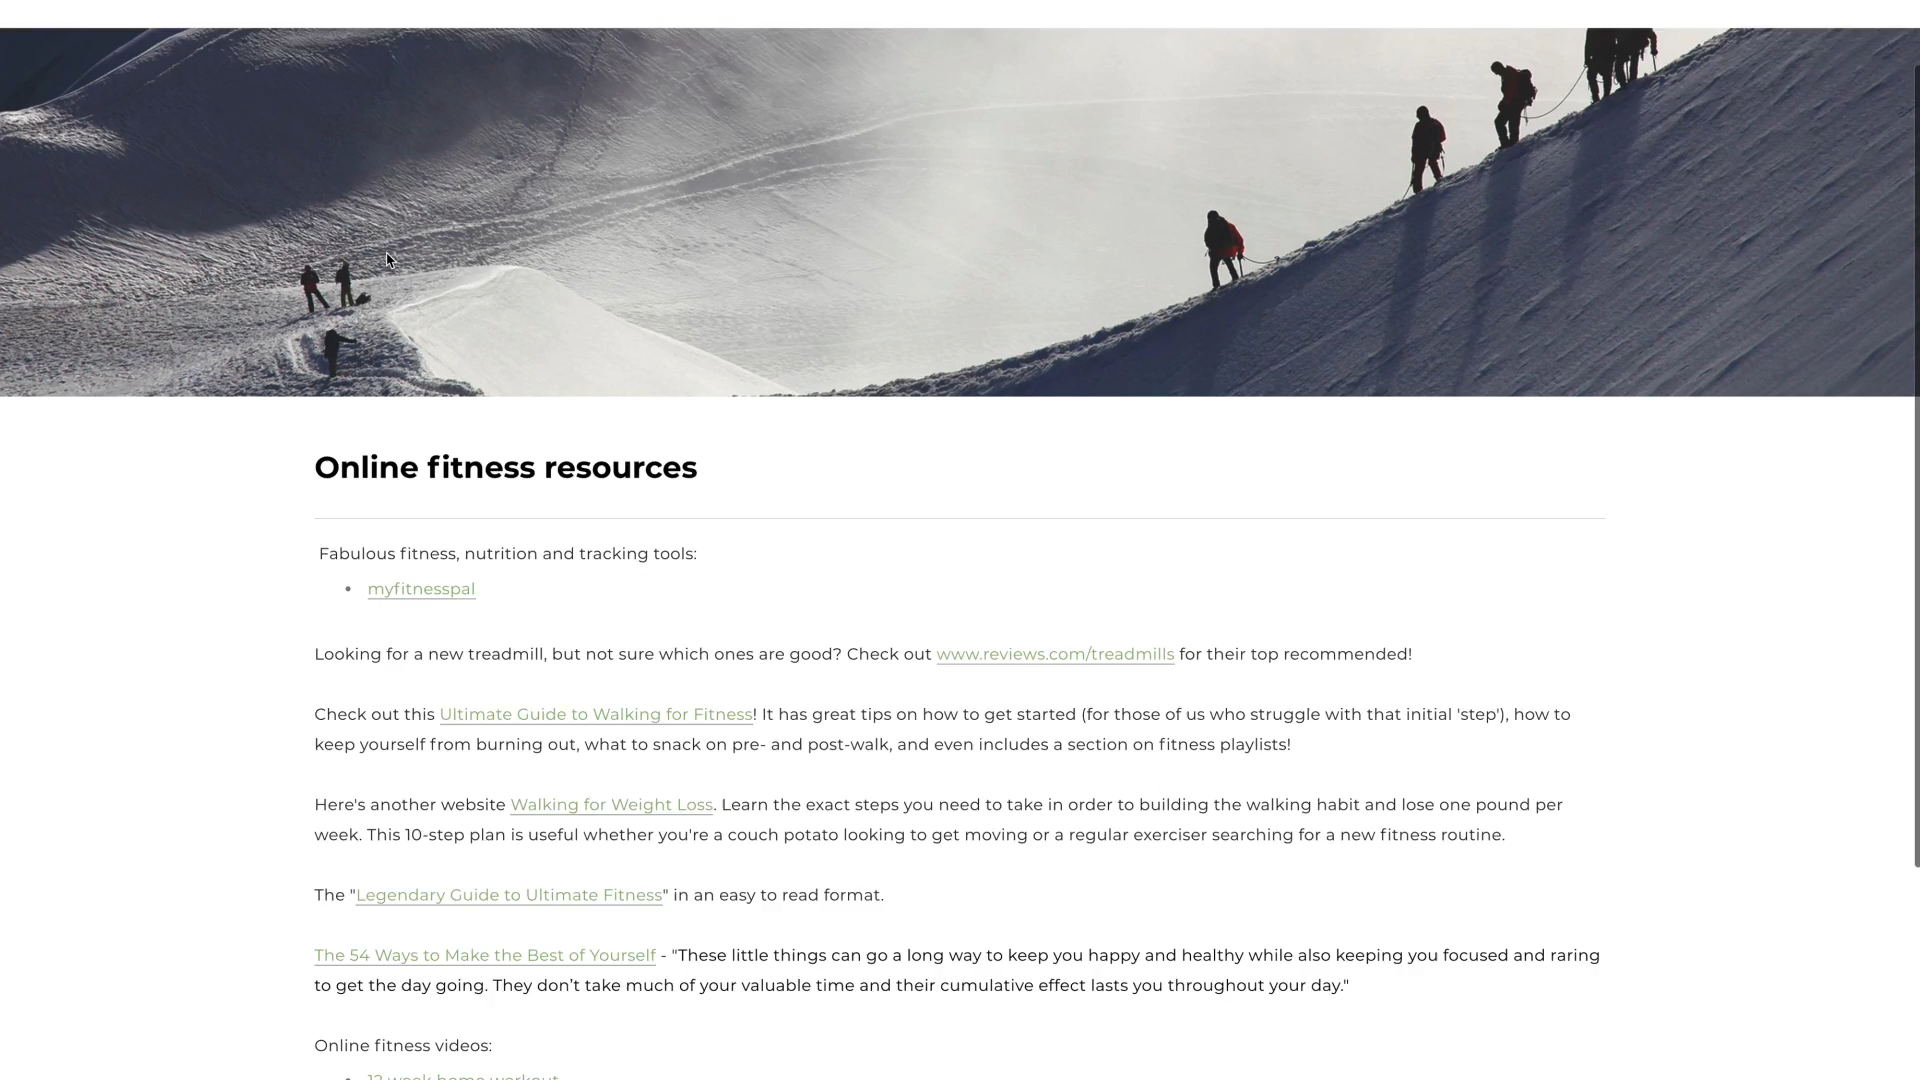 Online fitness resources
Fabulous fitness, nutrition and tracking tools:
• myfitnesspal
Looking for a new treadmill, but not sure which ones are good? Check out www.reviews.com/treadmills for their top recommended!
Check out this Ultimate Guide to Walking for Fitness! It has great tips on how to get started (for those of us who struggle with that initial 'step'), how to
keep yourself from burning out, what to snack on pre- and post-walk, and even includes a section on fitness playlists!
Here's another website Walking for Weight Loss. Learn the exact steps you need to take in order to building the walking habit and lose one pound per
week. This 10-step plan is useful whether you're a couch potato looking to get moving or a regular exerciser searching for a new fitness routine.
The "Legendary Guide to Ultimate Fitness" in an easy to read format.
The 54 Ways to Make the Best of Yourself - "These little things can go a long way to keep you happy and healthy while also keeping you focused and raring
to get the day going. They don’t take much of your valuable time and their cumulative effect lasts you throughout your day."
Online fitness videos:
• 12 week home workout